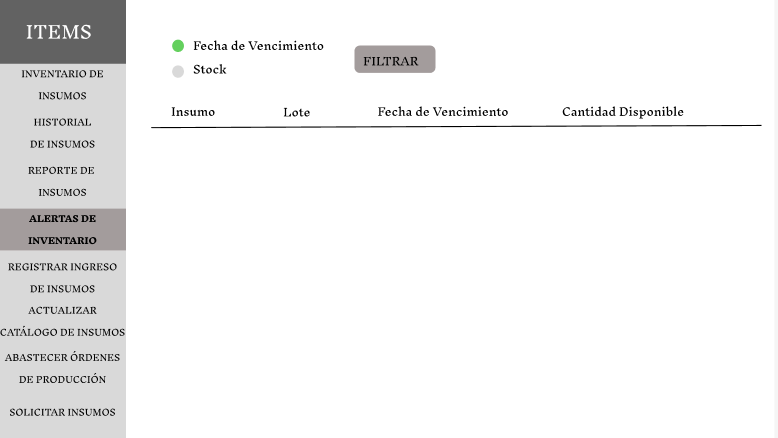 ITEMS
INVENTARIO DE
INSUMOS
HISTORIAL
DE INSUMOS
REPORTE DE
INSUMOS
ALERTAS DE
INVENTARIO
REGISTRAR INGRESO
DE INSUMOS
ACTUALIZAR
CATÁLOGO DE INSUMOS
ABASTECER ÓRDENES
DE PRODUCCIÓN
SOLICITAR INSUMOS
Fecha de Vencimiento
Stock
FILTRAR
Insumo Lote Fecha de Vencimiento Cantidad Disponible